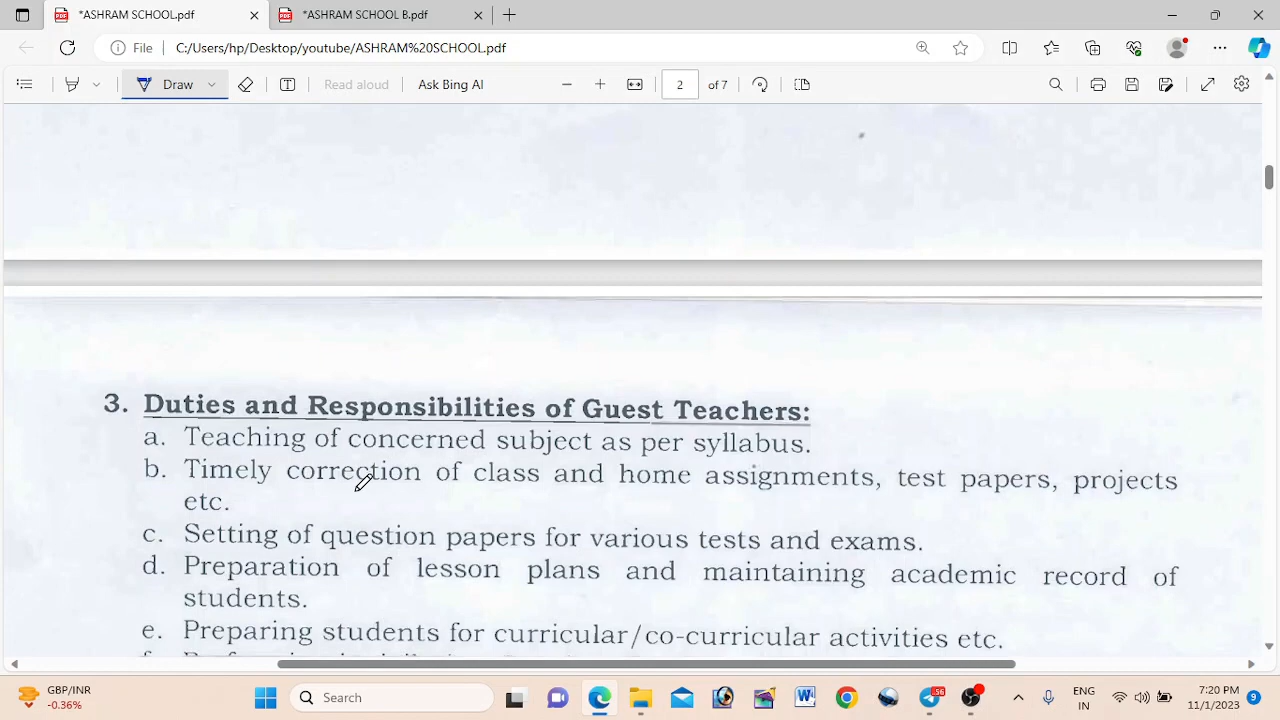 *ASHRAM SCHOOL.pdf
*ASHRAM SCHOOL B.pdf
File C:/Users/hp/Desktop/youtube/ASHRAM%20SCHOOL.pdf
Draw
Read aloud
Ask Bing AI
2 of 7
3. Duties and Responsibilities of Guest Teachers:
a. Teaching of concerned subject as per syllabus.
b. Timely correction of class and home assignments, test papers, projects
etc.
c. Setting of question papers for various tests and exams.
d. Preparation of lesson plans and maintaining academic record of
students.
e. Preparing students for curricular/co-curricular activities etc.
GBP/INR
-0.36%
Search
56
ENG
IN
7:20 PM
11/1/2023
9